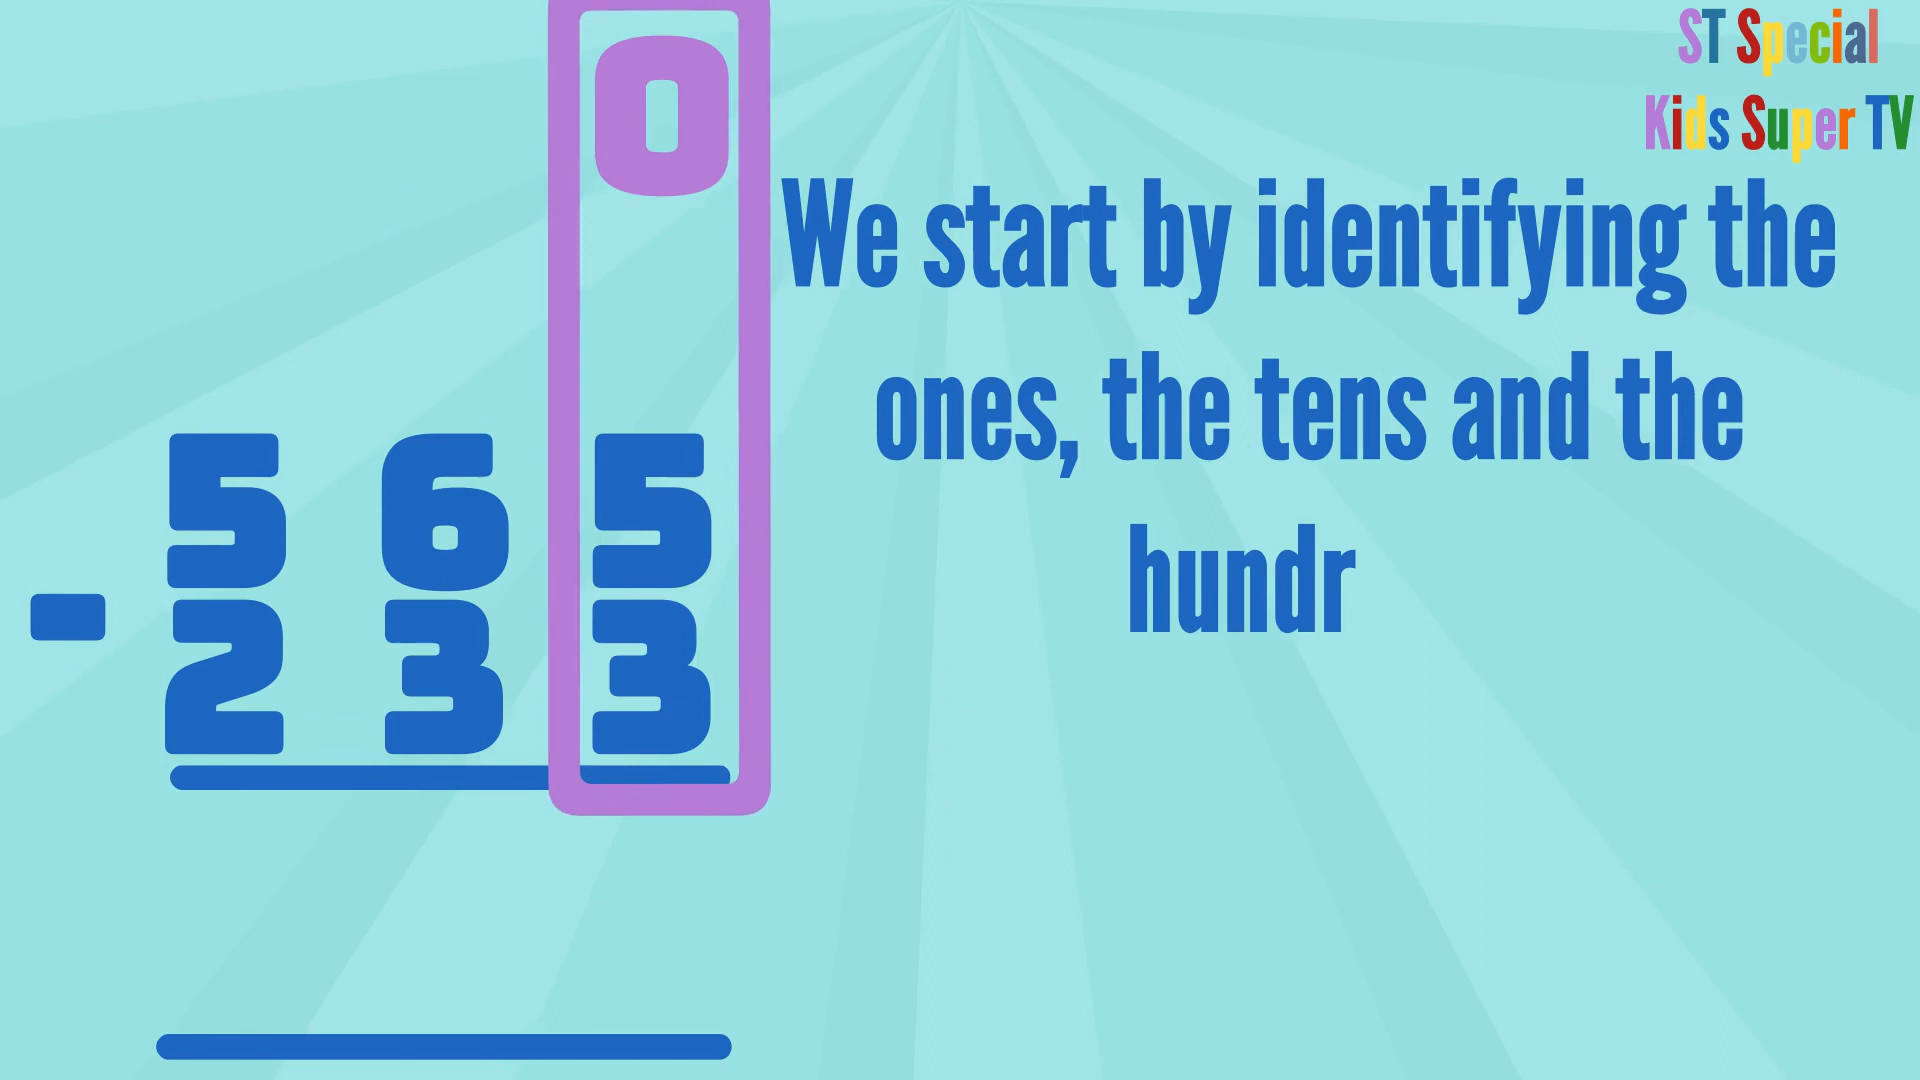 ST Special
Kids Super TV
O
We start by identifying the
ones, the tens and the
hundr
5 6 5
- 2 3 3